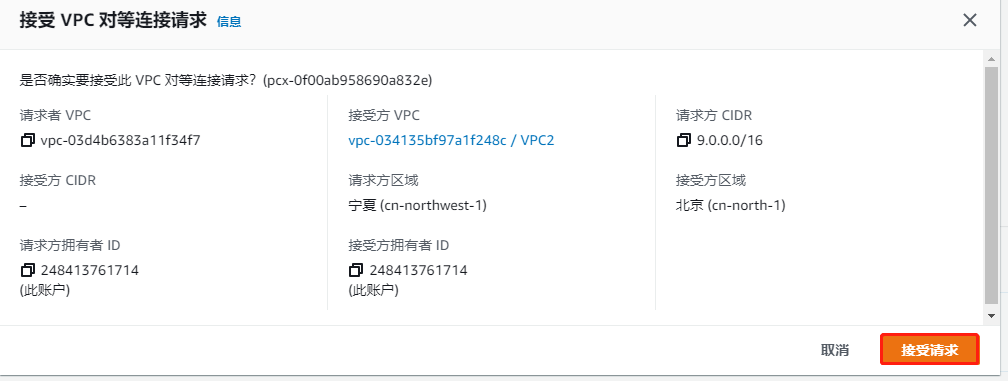 接受 VPC 对等连接请求 信息
是否确实要接受此 VPC 对等连接请求？(pcx-0f00ab958690a832e)
请求者 VPC
vpc-03d4b6383a11f34f7
接受方 VPC
vpc-034135bf97a1f248c / VPC2
请求方 CIDR
9.0.0.0/16
接受方 CIDR
–
请求方区域
宁夏 (cn-northwest-1)
接受方区域
北京 (cn-north-1)
请求方拥有者 ID
248413761714
(此账户)
接受方拥有者 ID
248413761714
(此账户)
取消
接受请求